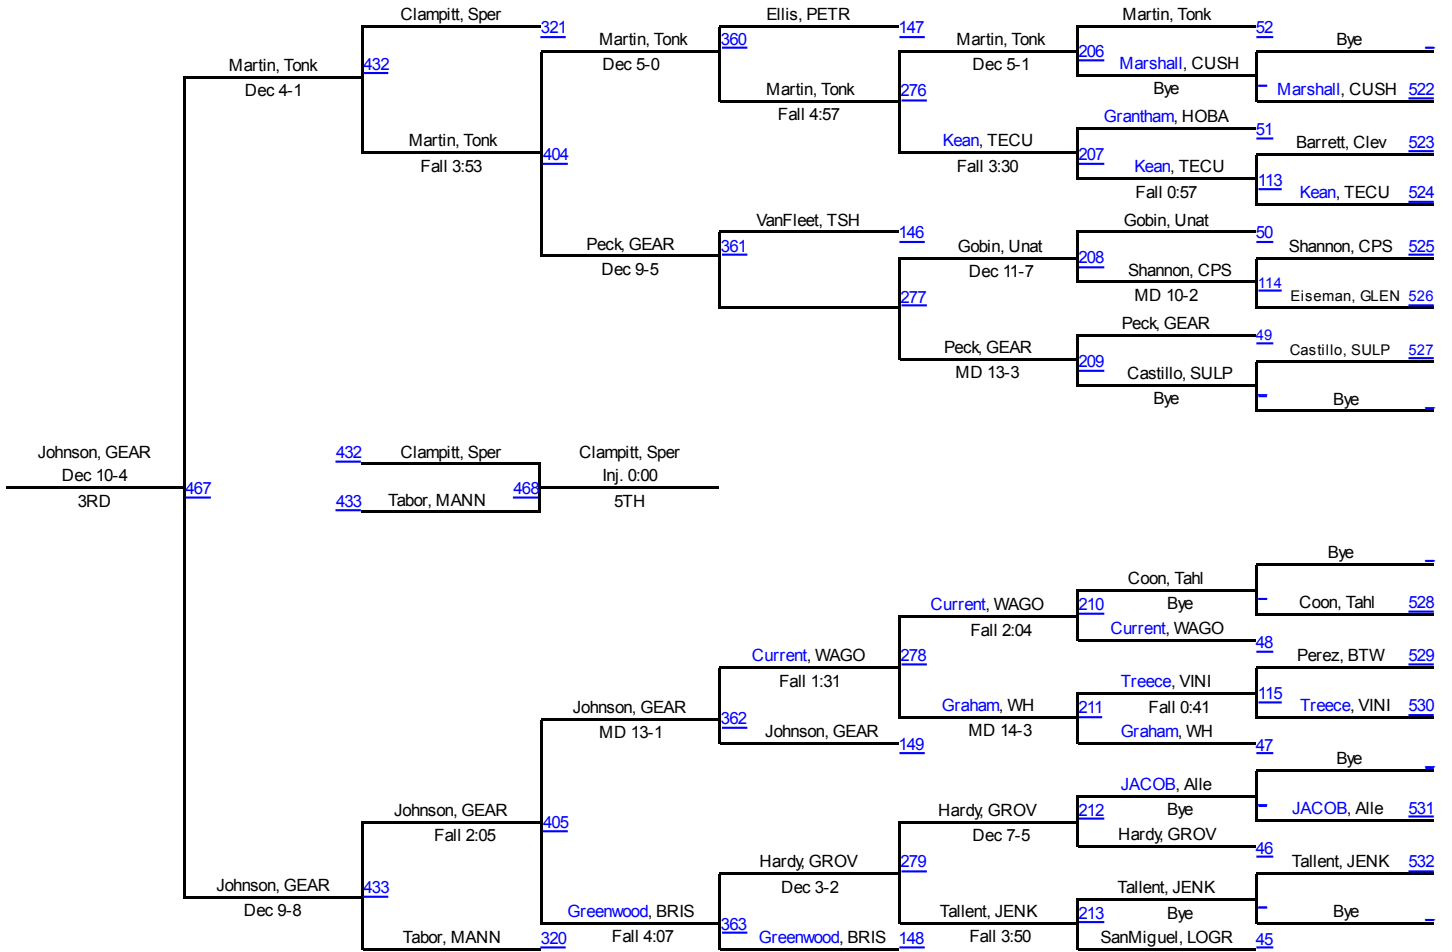 Clampitt, Sper 321
Ellis, PETR 147
Martin, Tonk 52
Martin, Tonk
Dec 5-0
360
Martin, Tonk
Dec 5-1
206
Bye _
Martin, Tonk
Dec 4-1
432
Marshall, CUSH
Bye
_ Marshall, CUSH 522
Martin, Tonk
Fall 4:57
276
Grantham, HOBA 51
Martin, Tonk
Fall 3:53
404
Kean, TECU
Fall 3:30
207
Barrett, Clev 523
Kean, TECU
Fall 0:57
113
Kean, TECU 524
VanFleet, TSH 146
Gobin, Unat 50
Peck, GEAR
Dec 9-5
361
Gobin, Unat
Dec 11-7
208
Shannon, CPS 525
Shannon, CPS
MD 10-2
114
Eiseman, GLEN 526
277
Peck, GEAR 49
Peck, GEAR
MD 13-3
209
Castillo, SULP 527
Castillo, SULP
Bye
_
Bye _
Johnson, GEAR
Dec 10-4
3RD
467
432 Clampitt, Sper
433 Tabor, MANN
468
Clampitt, Sper
Inj. 0:00
5TH
Bye _
Coon, Tahl
Bye
_
Coon, Tahl 528
Current, WAGO
Fall 2:04
210
Current, WAGO 48
Current, WAGO
Fall 1:31
278
Perez, BTW 529
Treece, VINI
Fall 0:41
115
Treece, VINI 530
Johnson, GEAR
MD 13-1
362
Graham, WH
MD 14-3
211
Graham, WH 47
Johnson, GEAR 149
Bye _
JACOB, Alle
Bye
_
JACOB, Alle 531
Johnson, GEAR
Fall 2:05
405
Hardy, GROV
Dec 7-5
212
Hardy, GROV 46
Hardy, GROV
Dec 3-2
279
Tallent, JENK 532
Johnson, GEAR
Dec 9-8
433
Tallent, JENK
Bye
_
Bye _
Greenwood, BRIS
Fall 4:07
363
Tallent, JENK
Fall 3:50
213
Tabor, MANN 320
Greenwood, BRIS 148
SanMiguel, LOGR 45